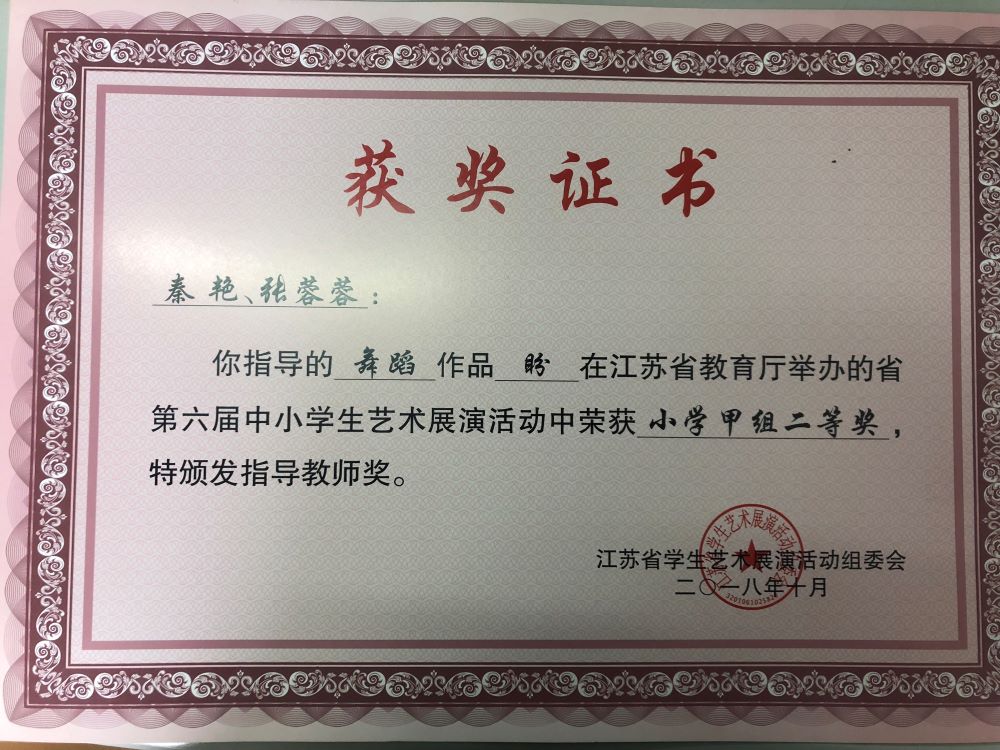 获奖证书
秦艳、张蓉蓉：
你指导的 舞蹈 作品 盼 在江苏省教育厅举办的省
第六届中小学生艺术展演活动中荣获 小学甲组二等奖，
特颁发指导教师奖。
江苏省学生艺术展演活动组委会
二〇一八年十月